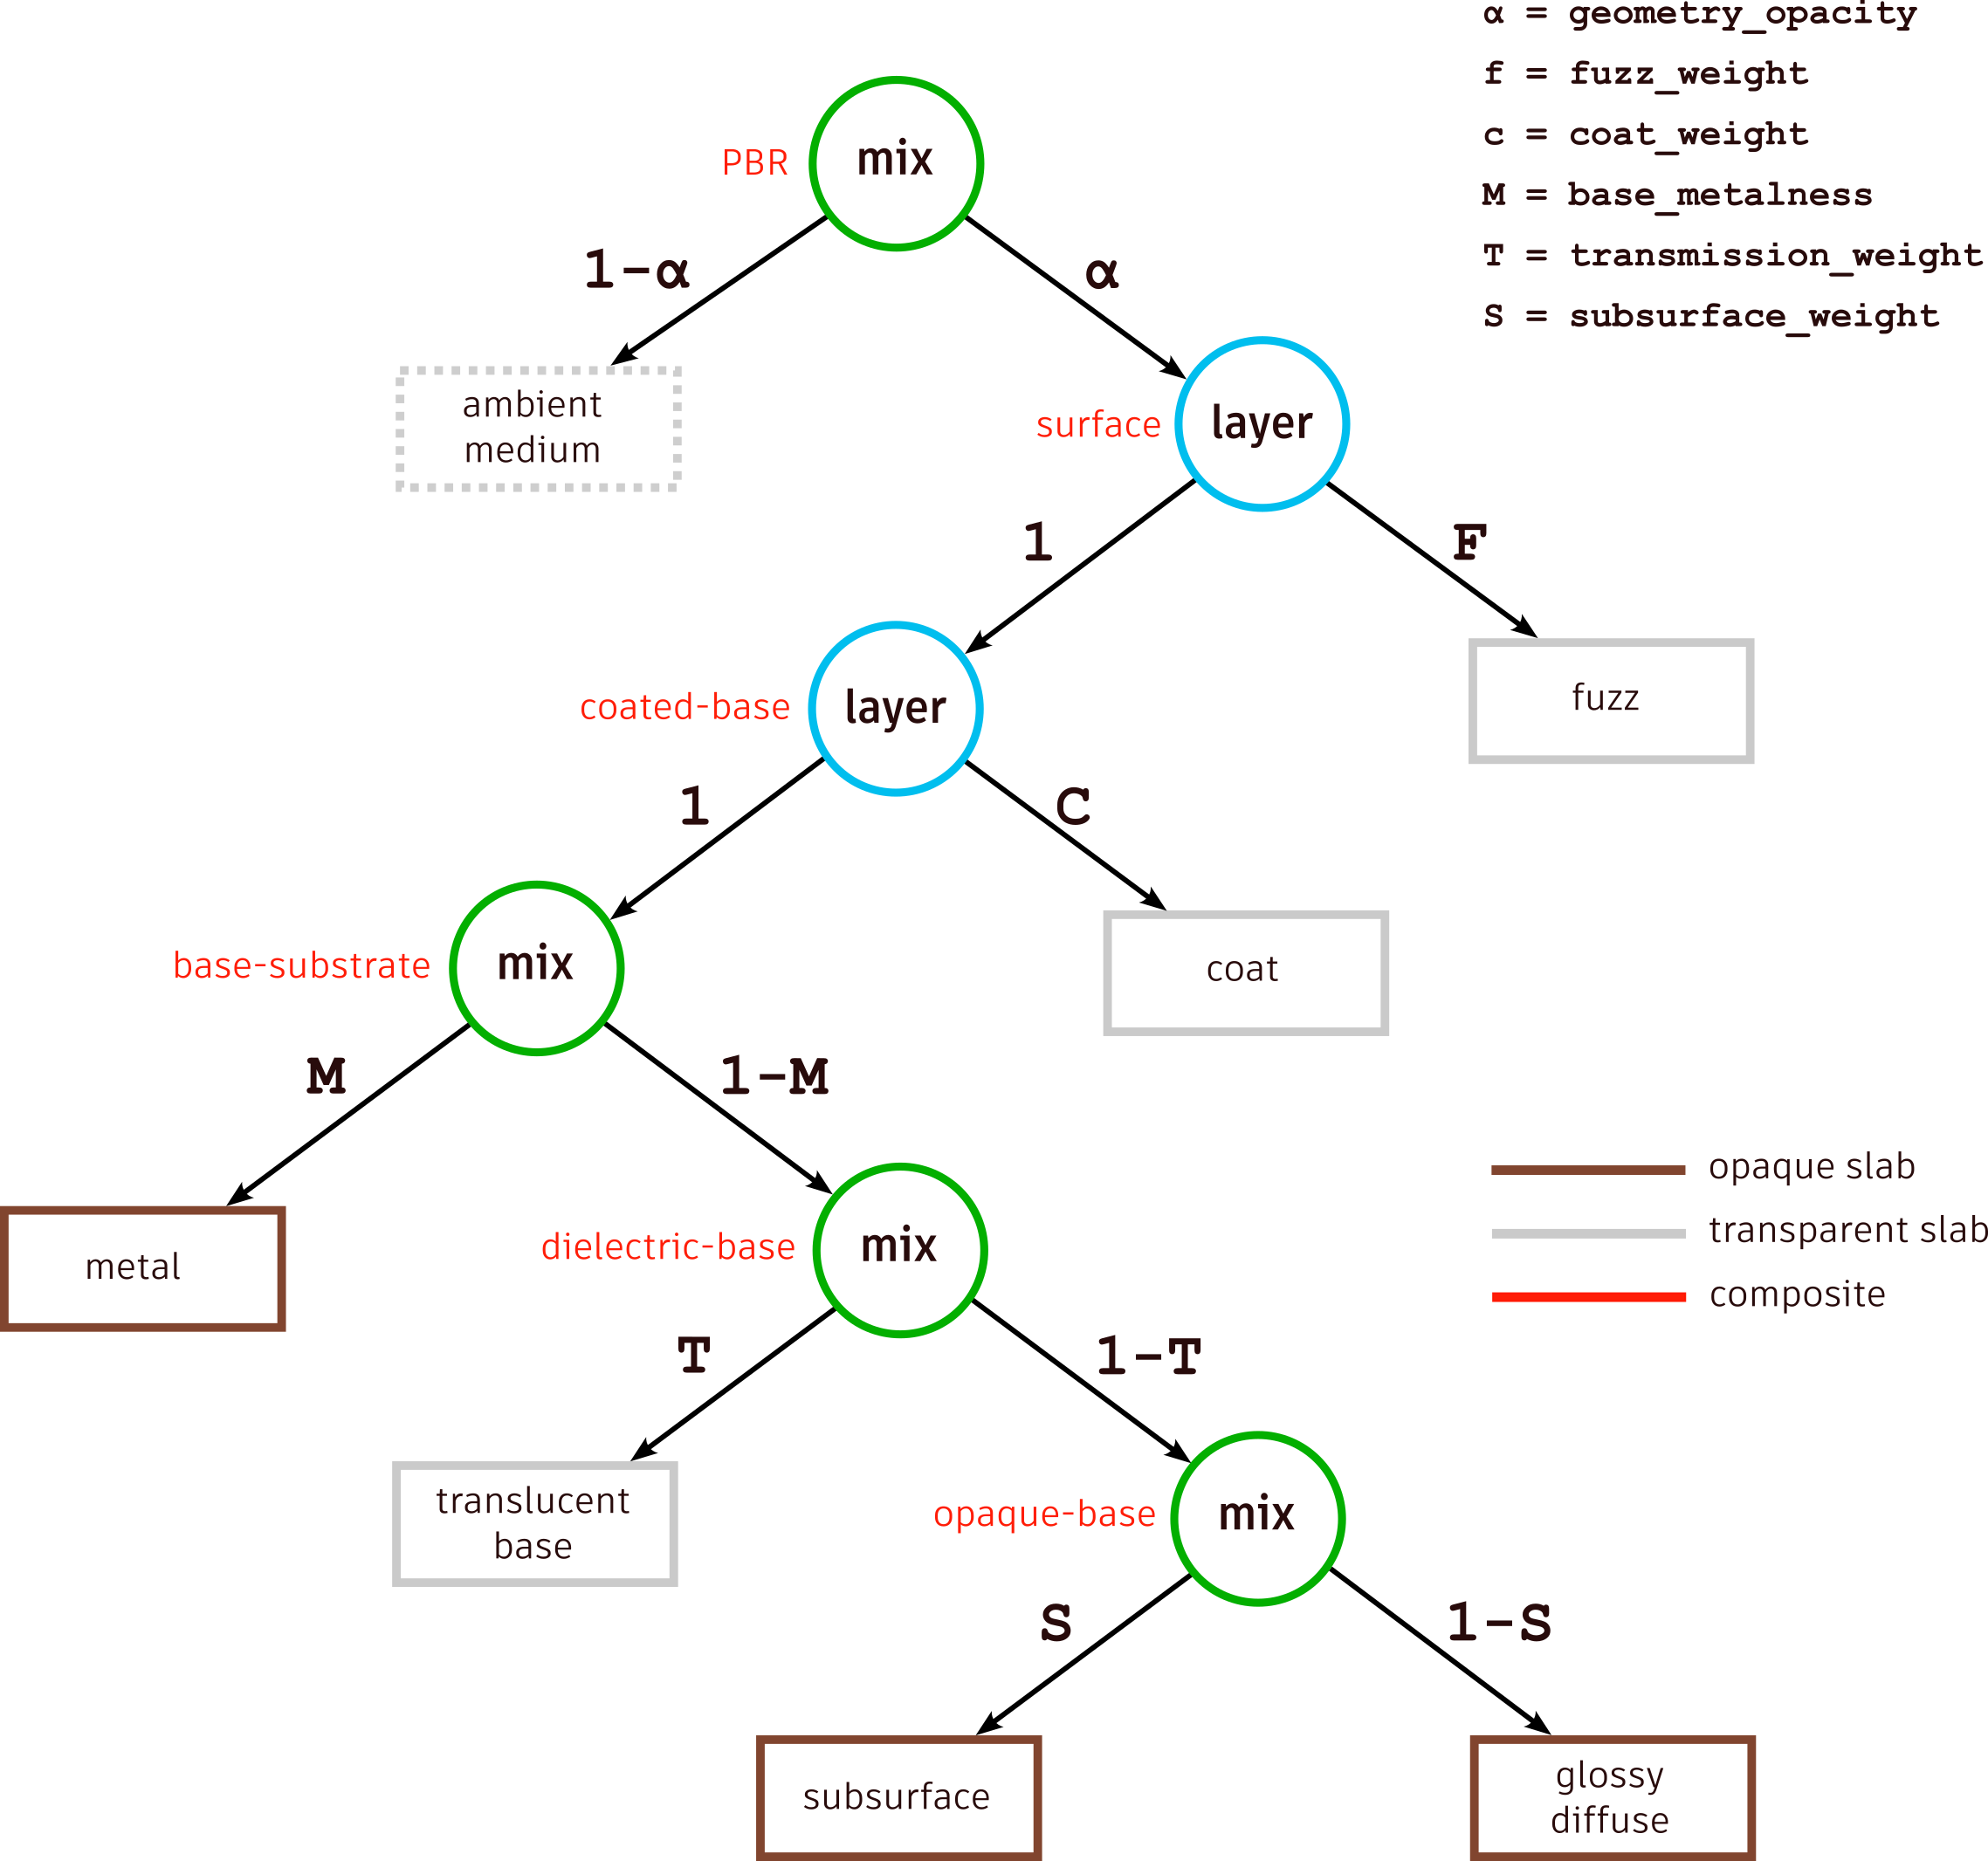 α = geometry_opacity
f = fuzz_weight
c = coat_weight
M = base_metalness
T = transmission_weight
S = subsurface_weight
PBR
mix
1-α
α
ambient
medium
surface
layer
1
F
fuzz
coated-base
layer
1
C
coat
base-substrate
mix
M
1-M
metal
dielectric-base
mix
T
1-T
translucent
base
opaque-base
mix
S
1-S
subsurface
glossy
diffuse
opaque slab
transparent slab
composite